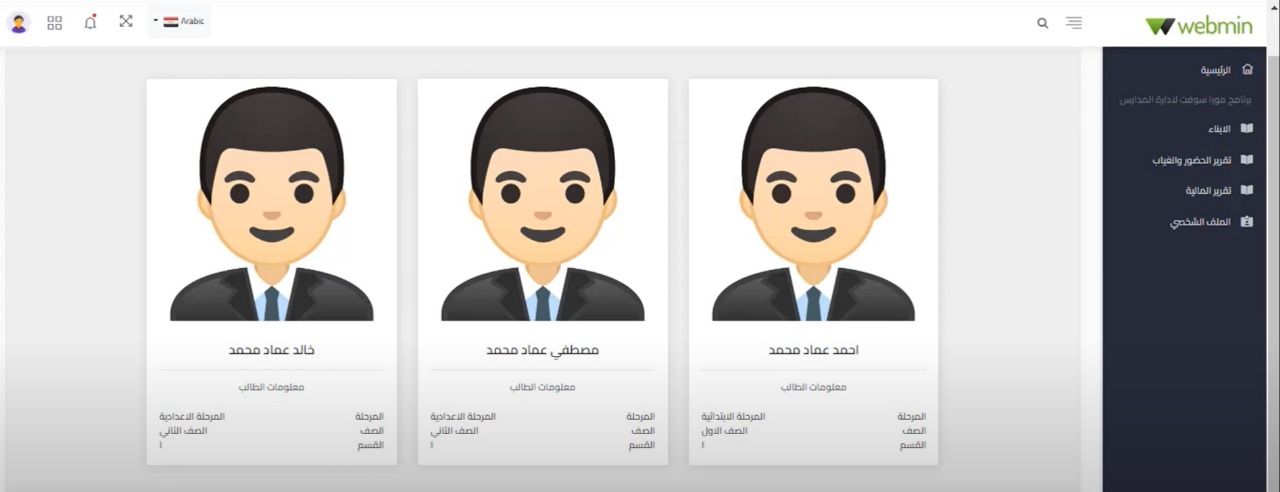 Arabic
webmin
الرئيسية
برنامج مورا سوفت لادارة المدارس
الابناء
تقرير الحضور والغياب
تقرير المالية
الملف الشخصي
احمد عماد محمد
معلومات الطالب
المرحلة المرحلة الابتدائية
الصف الصف الاول
القسم ا
مصطفي عماد محمد
معلومات الطالب
المرحلة المرحلة الاعدادية
الصف الصف الثاني
القسم ا
خالد عماد محمد
معلومات الطالب
المرحلة المرحلة الاعدادية
الصف الصف الثاني
القسم ا